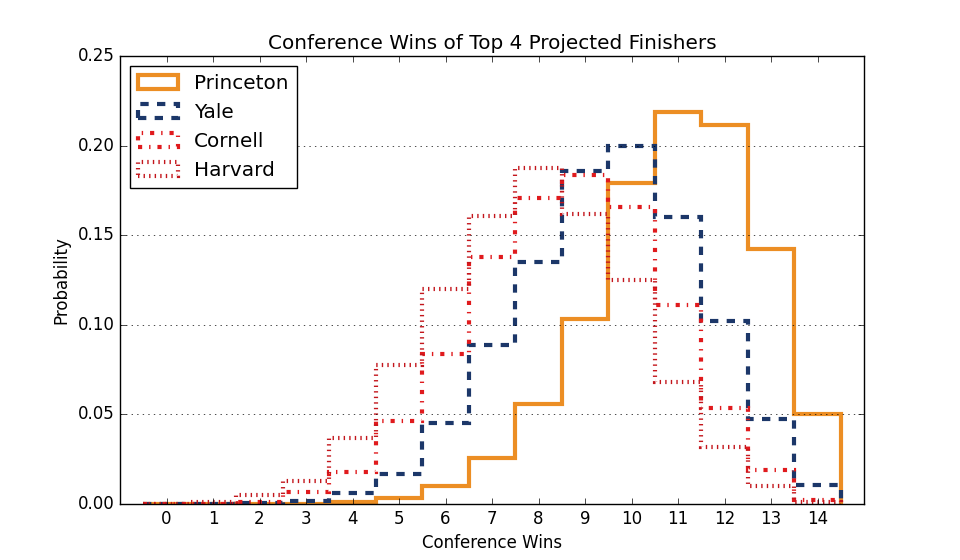 Conference Wins of Top 4 Projected Finishers
0.25
Princeton
Yale
Cornell
Harvard
0.20
0.15
Probability
0.10
0.05
0.00
0 1 2 3 4 5 6 7 8 9 10 11 12 13 14
Conference Wins